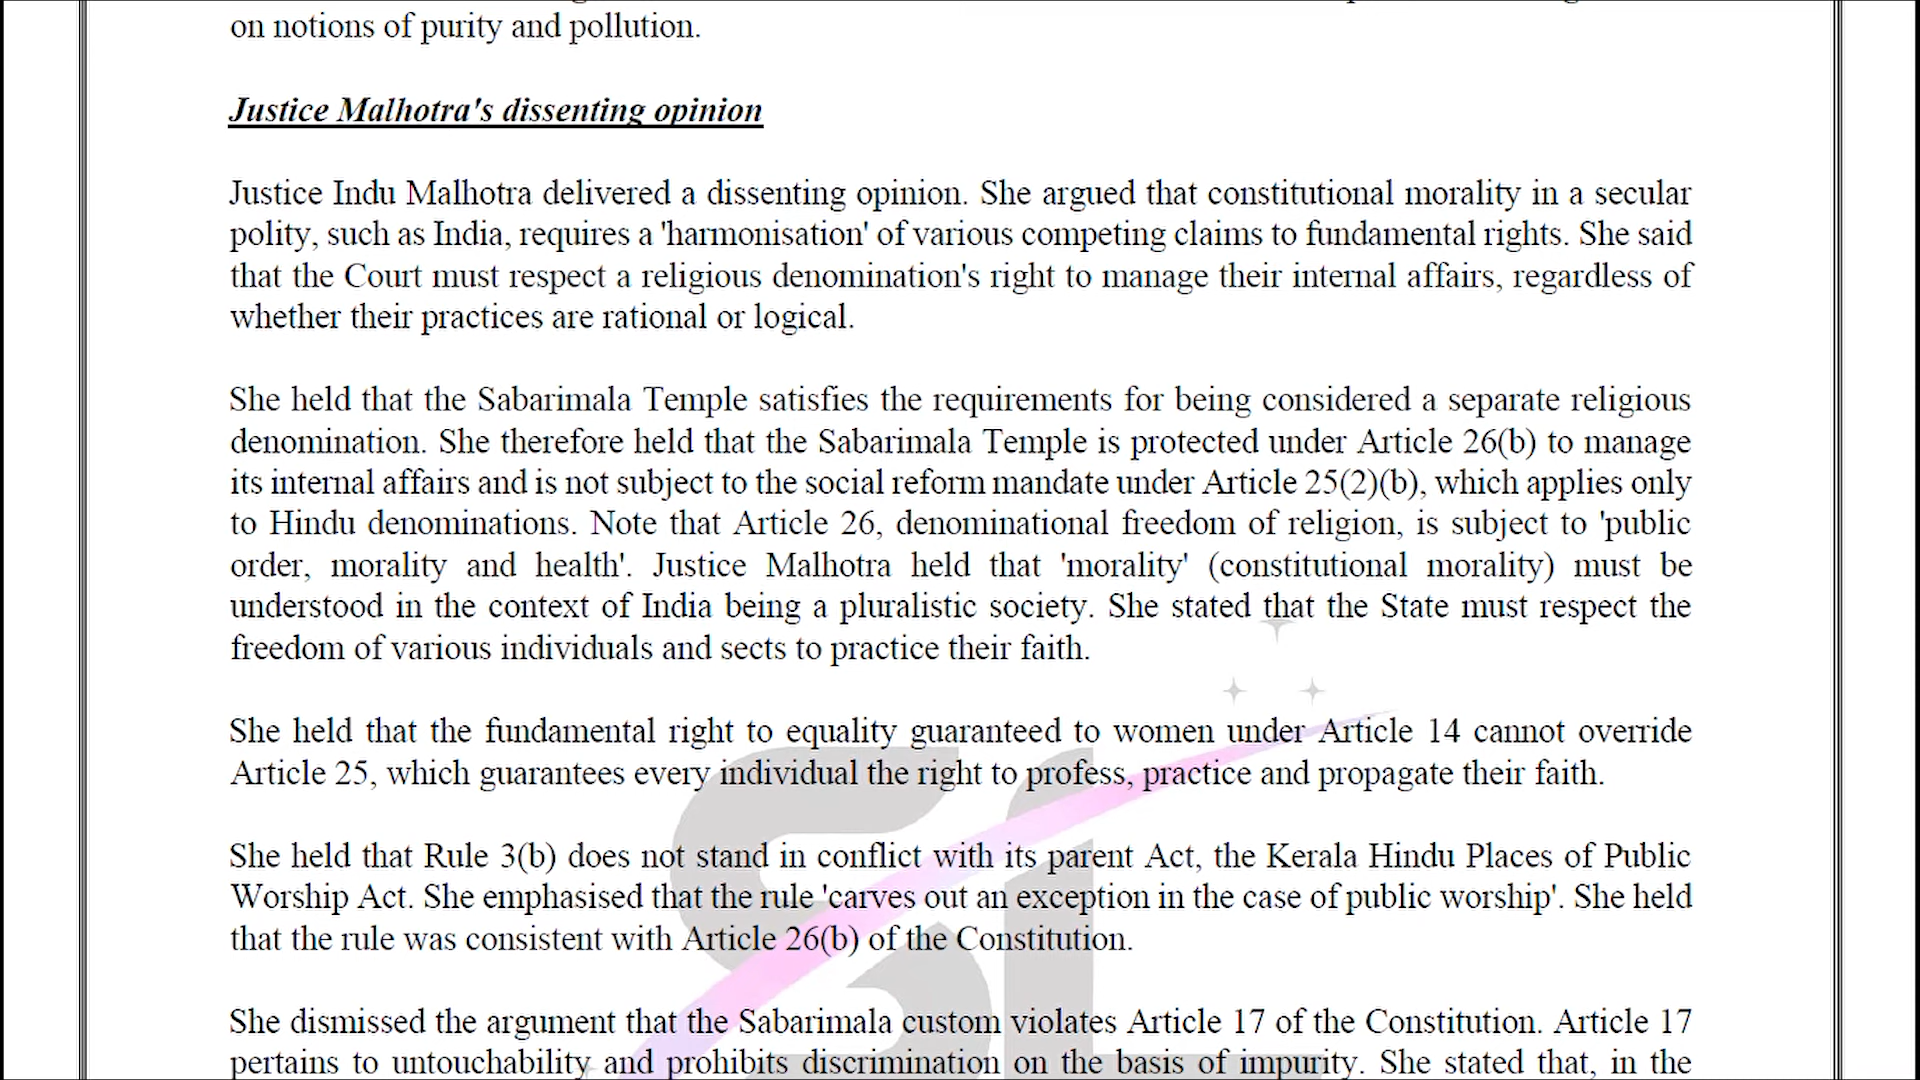 on notions of purity and pollution.
Justice Malhotra's dissenting opinion
Justice Indu Malhotra delivered a dissenting opinion. She argued that constitutional morality in a secular
polity, such as India, requires a 'harmonisation' of various competing claims to fundamental rights. She said
that the Court must respect a religious denomination's right to manage their internal affairs, regardless of
whether their practices are rational or logical.
She held that the Sabarimala Temple satisfies the requirements for being considered a separate religious
denomination. She therefore held that the Sabarimala Temple is protected under Article 26(b) to manage
its internal affairs and is not subject to the social reform mandate under Article 25(2)(b), which applies only
to Hindu denominations. Note that Article 26, denominational freedom of religion, is subject to 'public
order, morality and health'. Justice Malhotra held that 'morality' (constitutional morality) must be
understood in the context of India being a pluralistic society. She stated that the State must respect the
freedom of various individuals and sects to practice their faith.
She held that the fundamental right to equality guaranteed to women under Article 14 cannot override
Article 25, which guarantees every individual the right to profess, practice and propagate their faith.
She held that Rule 3(b) does not stand in conflict with its parent Act, the Kerala Hindu Places of Public
Worship Act. She emphasised that the rule 'carves out an exception in the case of public worship'. She held
that the rule was consistent with Article 26(b) of the Constitution.
She dismissed the argument that the Sabarimala custom violates Article 17 of the Constitution. Article 17
pertains to untouchability and prohibits discrimination on the basis of impurity. She stated that, in the